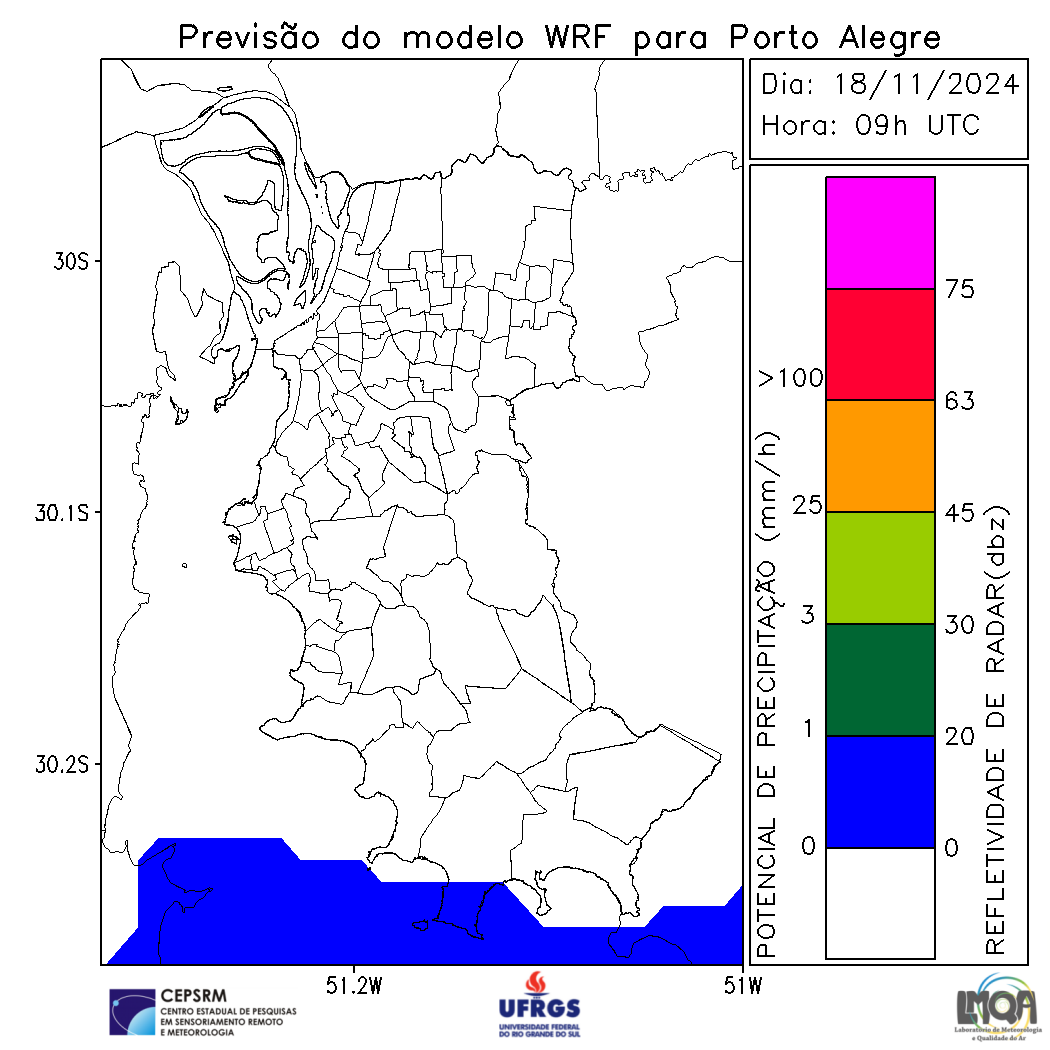 Previsão do modelo WRF para Porto Alegre
Dia: 18/11/2024
Hora: 09h UTC
30S
30.1S
30.2S
51.2W
51W
POTENCIAL DE PRECIPITAÇÃO (mm/h)
>100
25
3
1
0
75
63
45
30
20
0
REFLETIVIDADE DE RADAR(dbz)
CEPSRM
CENTRO ESTADUAL DE PESQUISAS
EM SENSORIAMENTO REMOTO
E METEOROLOGIA
UFRGS
UNIVERSIDADE FEDERAL
DO RIO GRANDE DO SUL
LMQA
Laboratório de Meteorologia
e Qualidade do Ar